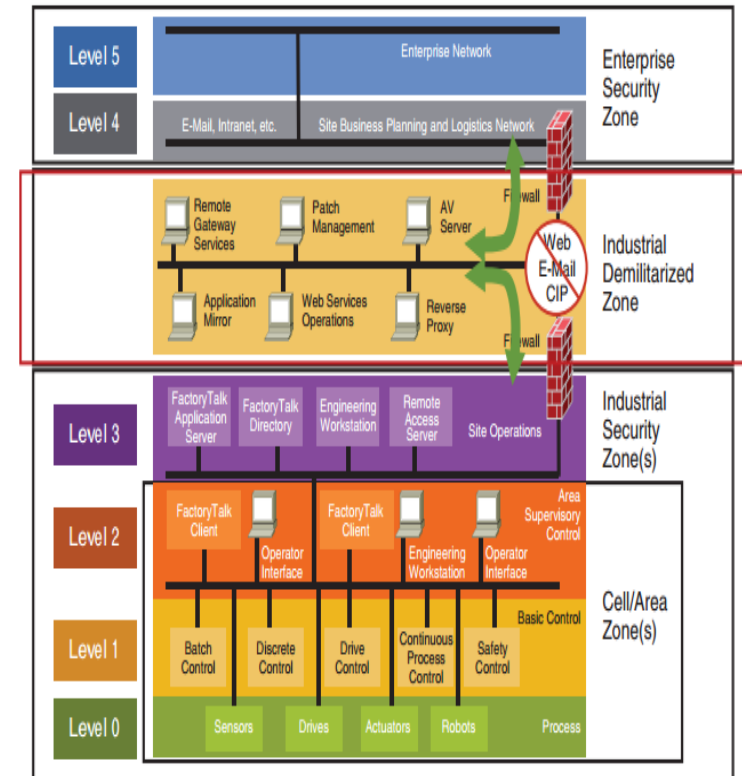 Level 5
Enterprise Network
Enterprise
Security
Zone
Level 4
E-Mail, Intranet, etc.
Site Business Planning and Logistics Network
Firewall
Remote
Gateway
Services
Patch
Management
AV
Server
Web
E-Mail
CIP
Industrial
Demilitarized
Zone
Application
Mirror
Web Services
Operations
Reverse
Proxy
Firewall
Level 3
FactoryTalk
Application
Server
FactoryTalk
Directory
Engineering
Workstation
Remote
Access
Server
Site Operations
Industrial
Security
Zone(s)
Level 2
FactoryTalk
Client
Operator
Interface
FactoryTalk
Client
Engineering
Workstation
Operator
Interface
Area
Supervisory
Control
Cell/Area
Zone(s)
Level 1
Basic Control
Batch
Control
Discrete
Control
Drive
Control
Continuous
Process
Control
Safety
Control
Level 0
Sensors
Drives
Actuators
Robots
Process